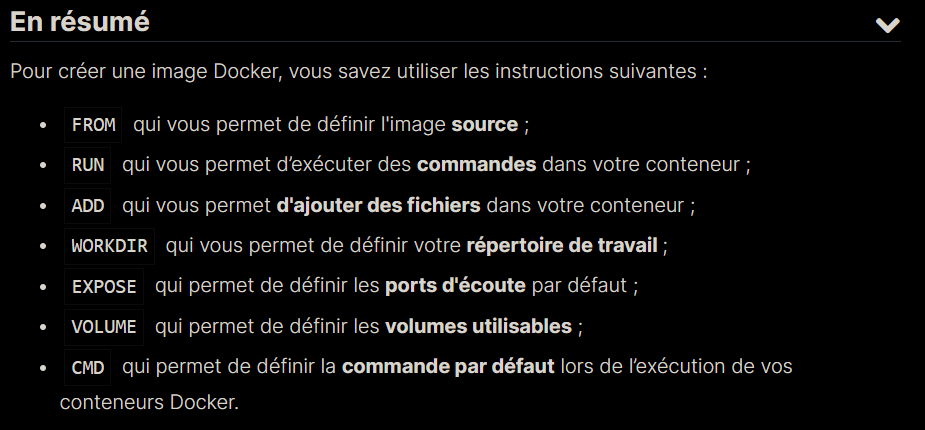 En résumé
Pour créer une image Docker, vous savez utiliser les instructions suivantes :
• FROM qui vous permet de définir l'image source ;
• RUN qui vous permet d’exécuter des commandes dans votre conteneur ;
• ADD qui vous permet d'ajouter des fichiers dans votre conteneur ;
• WORKDIR qui vous permet de définir votre répertoire de travail ;
• EXPOSE qui permet de définir les ports d'écoute par défaut ;
• VOLUME qui permet de définir les volumes utilisables ;
• CMD qui permet de définir la commande par défaut lors de l’exécution de vos
conteneurs Docker.